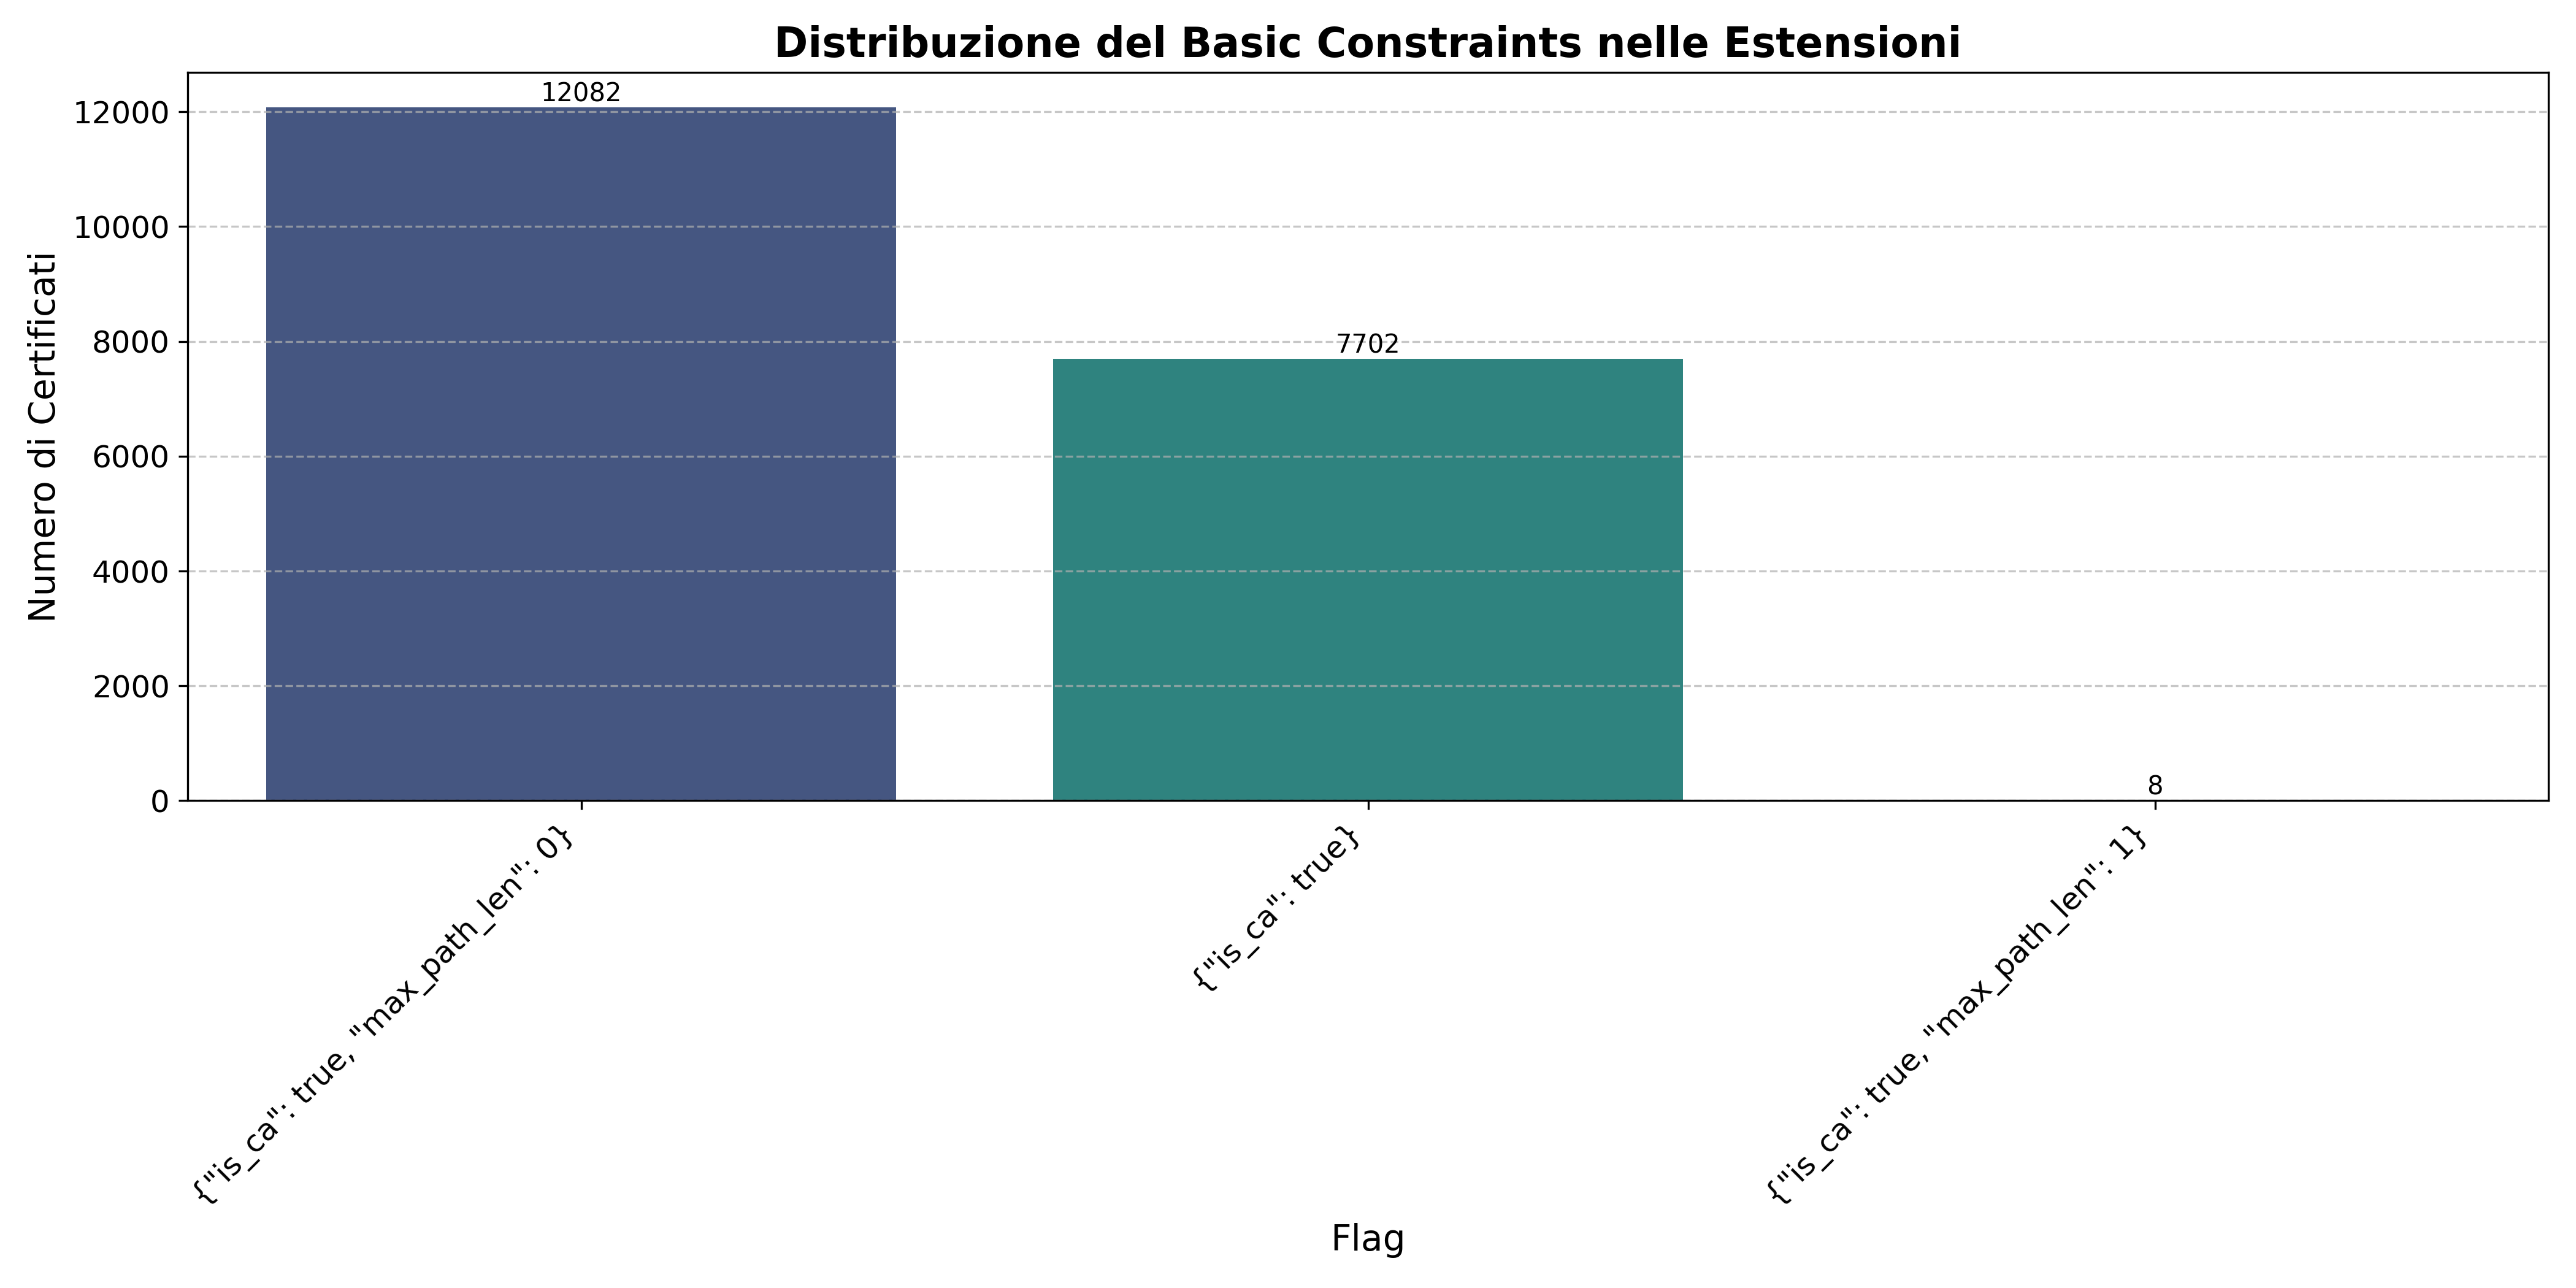 Distribuzione del Basic Constraints nelle Estensioni
Numero di Certificati
12000
10000
8000
6000
4000
2000
0
12082
7702
8
{"is_ca": true, "max_path_len": 0}
{"is_ca": true}
{"is_ca": true, "max_path_len": 1}
Flag